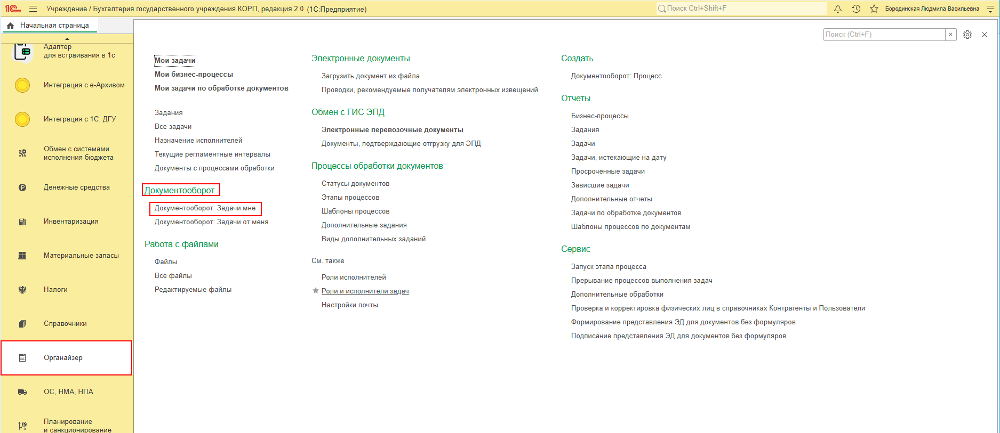 1С
Учреждение / Бухгалтерия государственного учреждения КОРП, редакция 2.0 (1С:Предприятие)
Поиск Ctrl+Shift+F
Бородинская Людмила Васильевна
Начальная страница
Поиск (Ctrl+F)
Адаптер
для встраивания в 1с
Интеграция с е-Архивом
Интеграция с 1С: ДГУ
Обмен с системами
исполнения бюджета
Денежные средства
Инвентаризация
Материальные запасы
Налоги
Справочники
Органайзер
ОС, НМА, НПА
Планирование
и санкционирование
Мои задачи
Мои бизнес-процессы
Мои задачи по обработке документов
Задания
Все задачи
Назначение исполнителей
Текущие регламентные интервалы
Документы с процессами обработки
Документооборот
Документооборот: Задачи мне
Документооборот: Задачи от меня
Работа с файлами
Файлы
Все файлы
Редактируемые файлы
Электронные документы
Загрузить документ из файла
Проводки, рекомендуемые получателям электронных извещений
Обмен с ГИС ЭПД
Электронные перевозочные документы
Документы, подтверждающие отгрузку для ЭПД
Процессы обработки документов
Статусы документов
Этапы процессов
Шаблоны процессов
Дополнительные задания
Виды дополнительных заданий
См. также
Роли исполнителей
Роли и исполнители задач
Настройки почты
Создать
Документооборот: Процесс
Отчеты
Бизнес-процессы
Задания
Задачи
Задачи, истекающие на дату
Просроченные задачи
Зависшие задачи
Дополнительные отчеты
Задачи по обработке документов
Шаблоны процессов по документам
Сервис
Запуск этапа процесса
Прерывание процессов выполнения задач
Дополнительные обработки
Проверка и корректировка физических лиц в справочниках Контрагенты и Пользователи
Формирование представления ЭД для документов без формуляров
Подписание представления ЭД для документов без формуляров